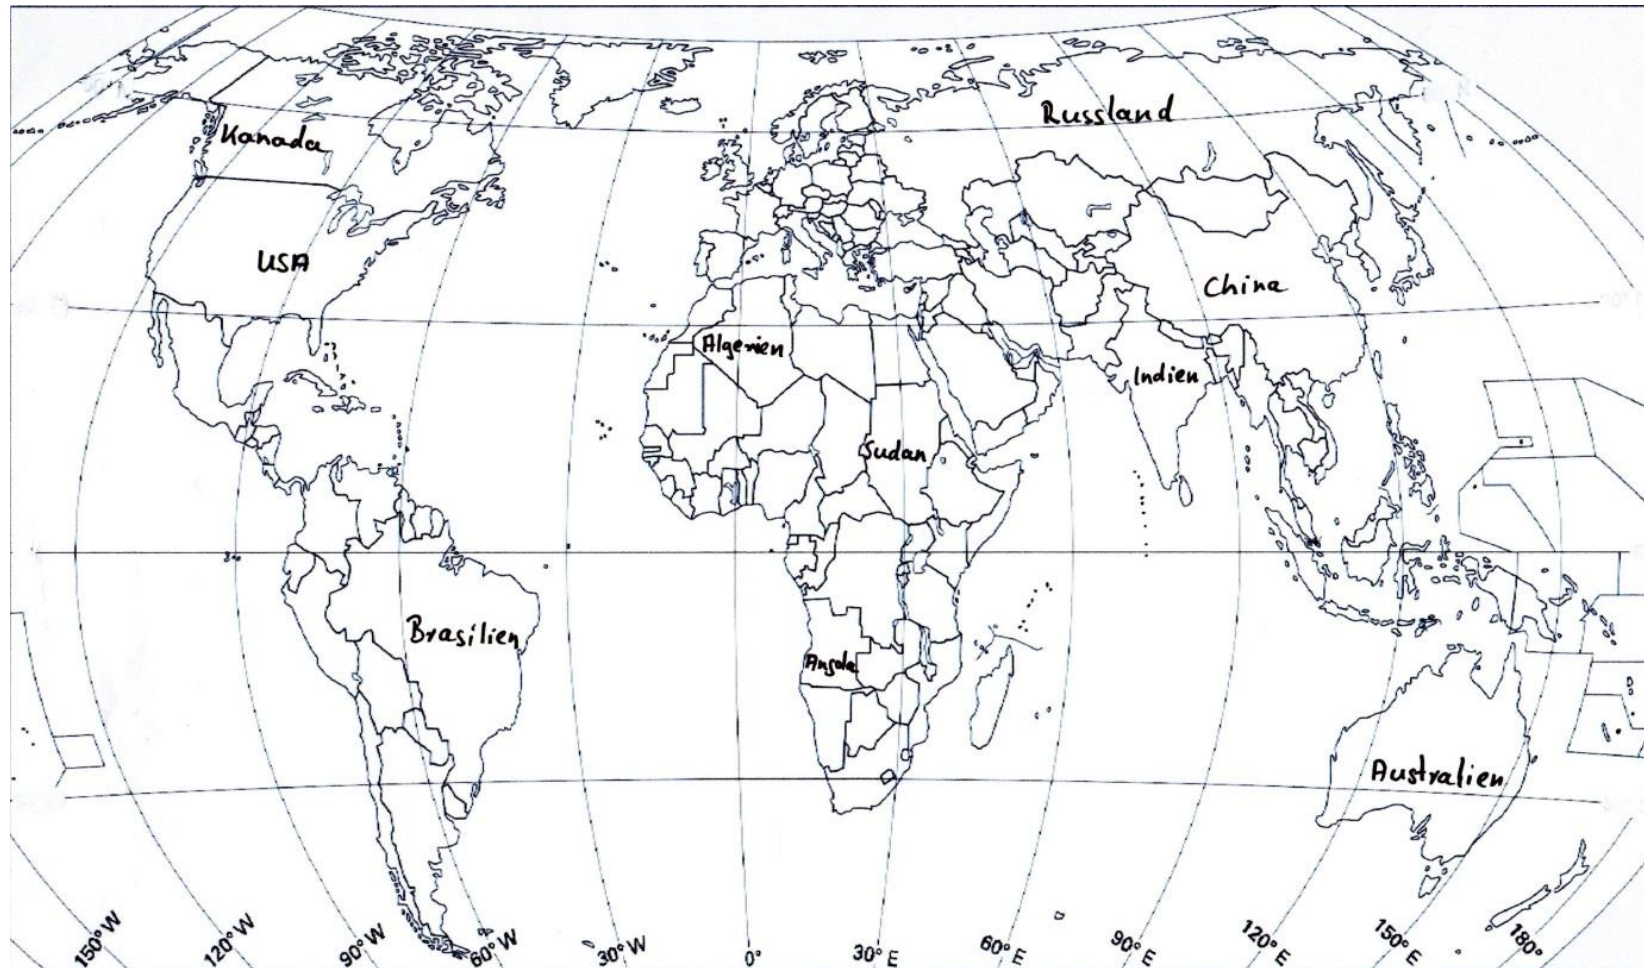 Russland
Kanada
USA
China
Algerien
Indien
Sudan
Brasilien
Angola
Australien
150° W
120° W
90° W
60° W
30° W
0°
30° E
60° E
90° E
120° E
150° E
180°